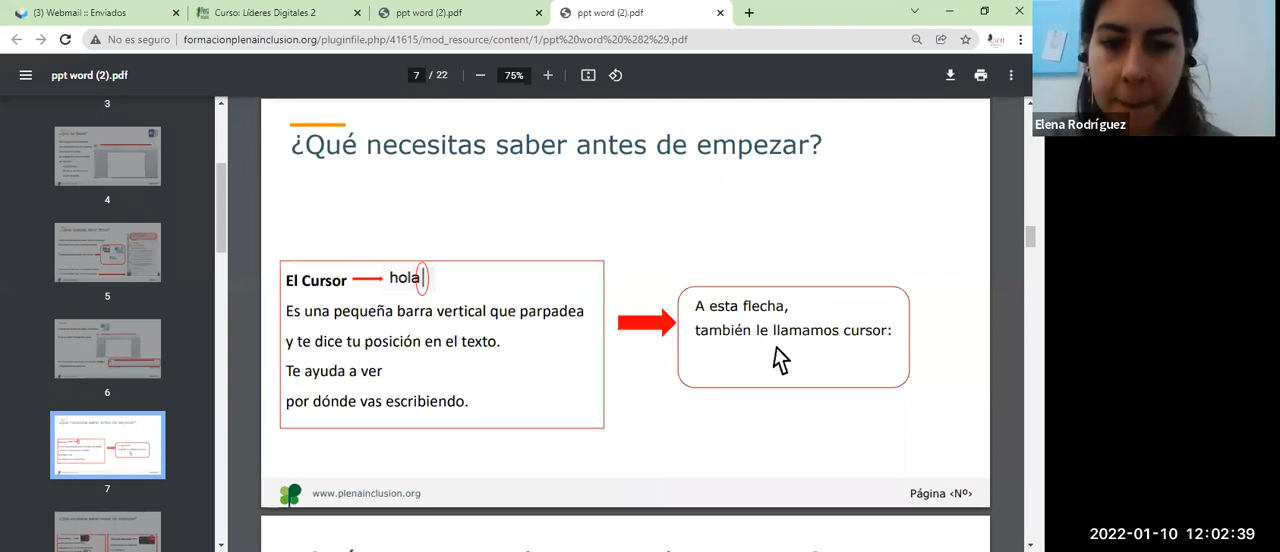 (3) Webmail :: Enviados
Curso: Líderes Digitales 2
ppt word (2).pdf
ppt word (2).pdf
No es seguro
formacionplenainclusion.org/pluginfile.php/41615/mod_resource/content/1/ppt%20word%20%282%29.pdf
ppt word (2).pdf
7 / 22
75%
Elena Rodríguez
3
4
5
6
7
¿Qué necesitas saber antes de empezar?
El Cursor
hola
Es una pequeña barra vertical que parpadea
y te dice tu posición en el texto.
Te ayuda a ver
por dónde vas escribiendo.
A esta flecha,
también le llamamos cursor:
www.plenainclusion.org
Página ‹Nº›
2022-01-10 12:02:39